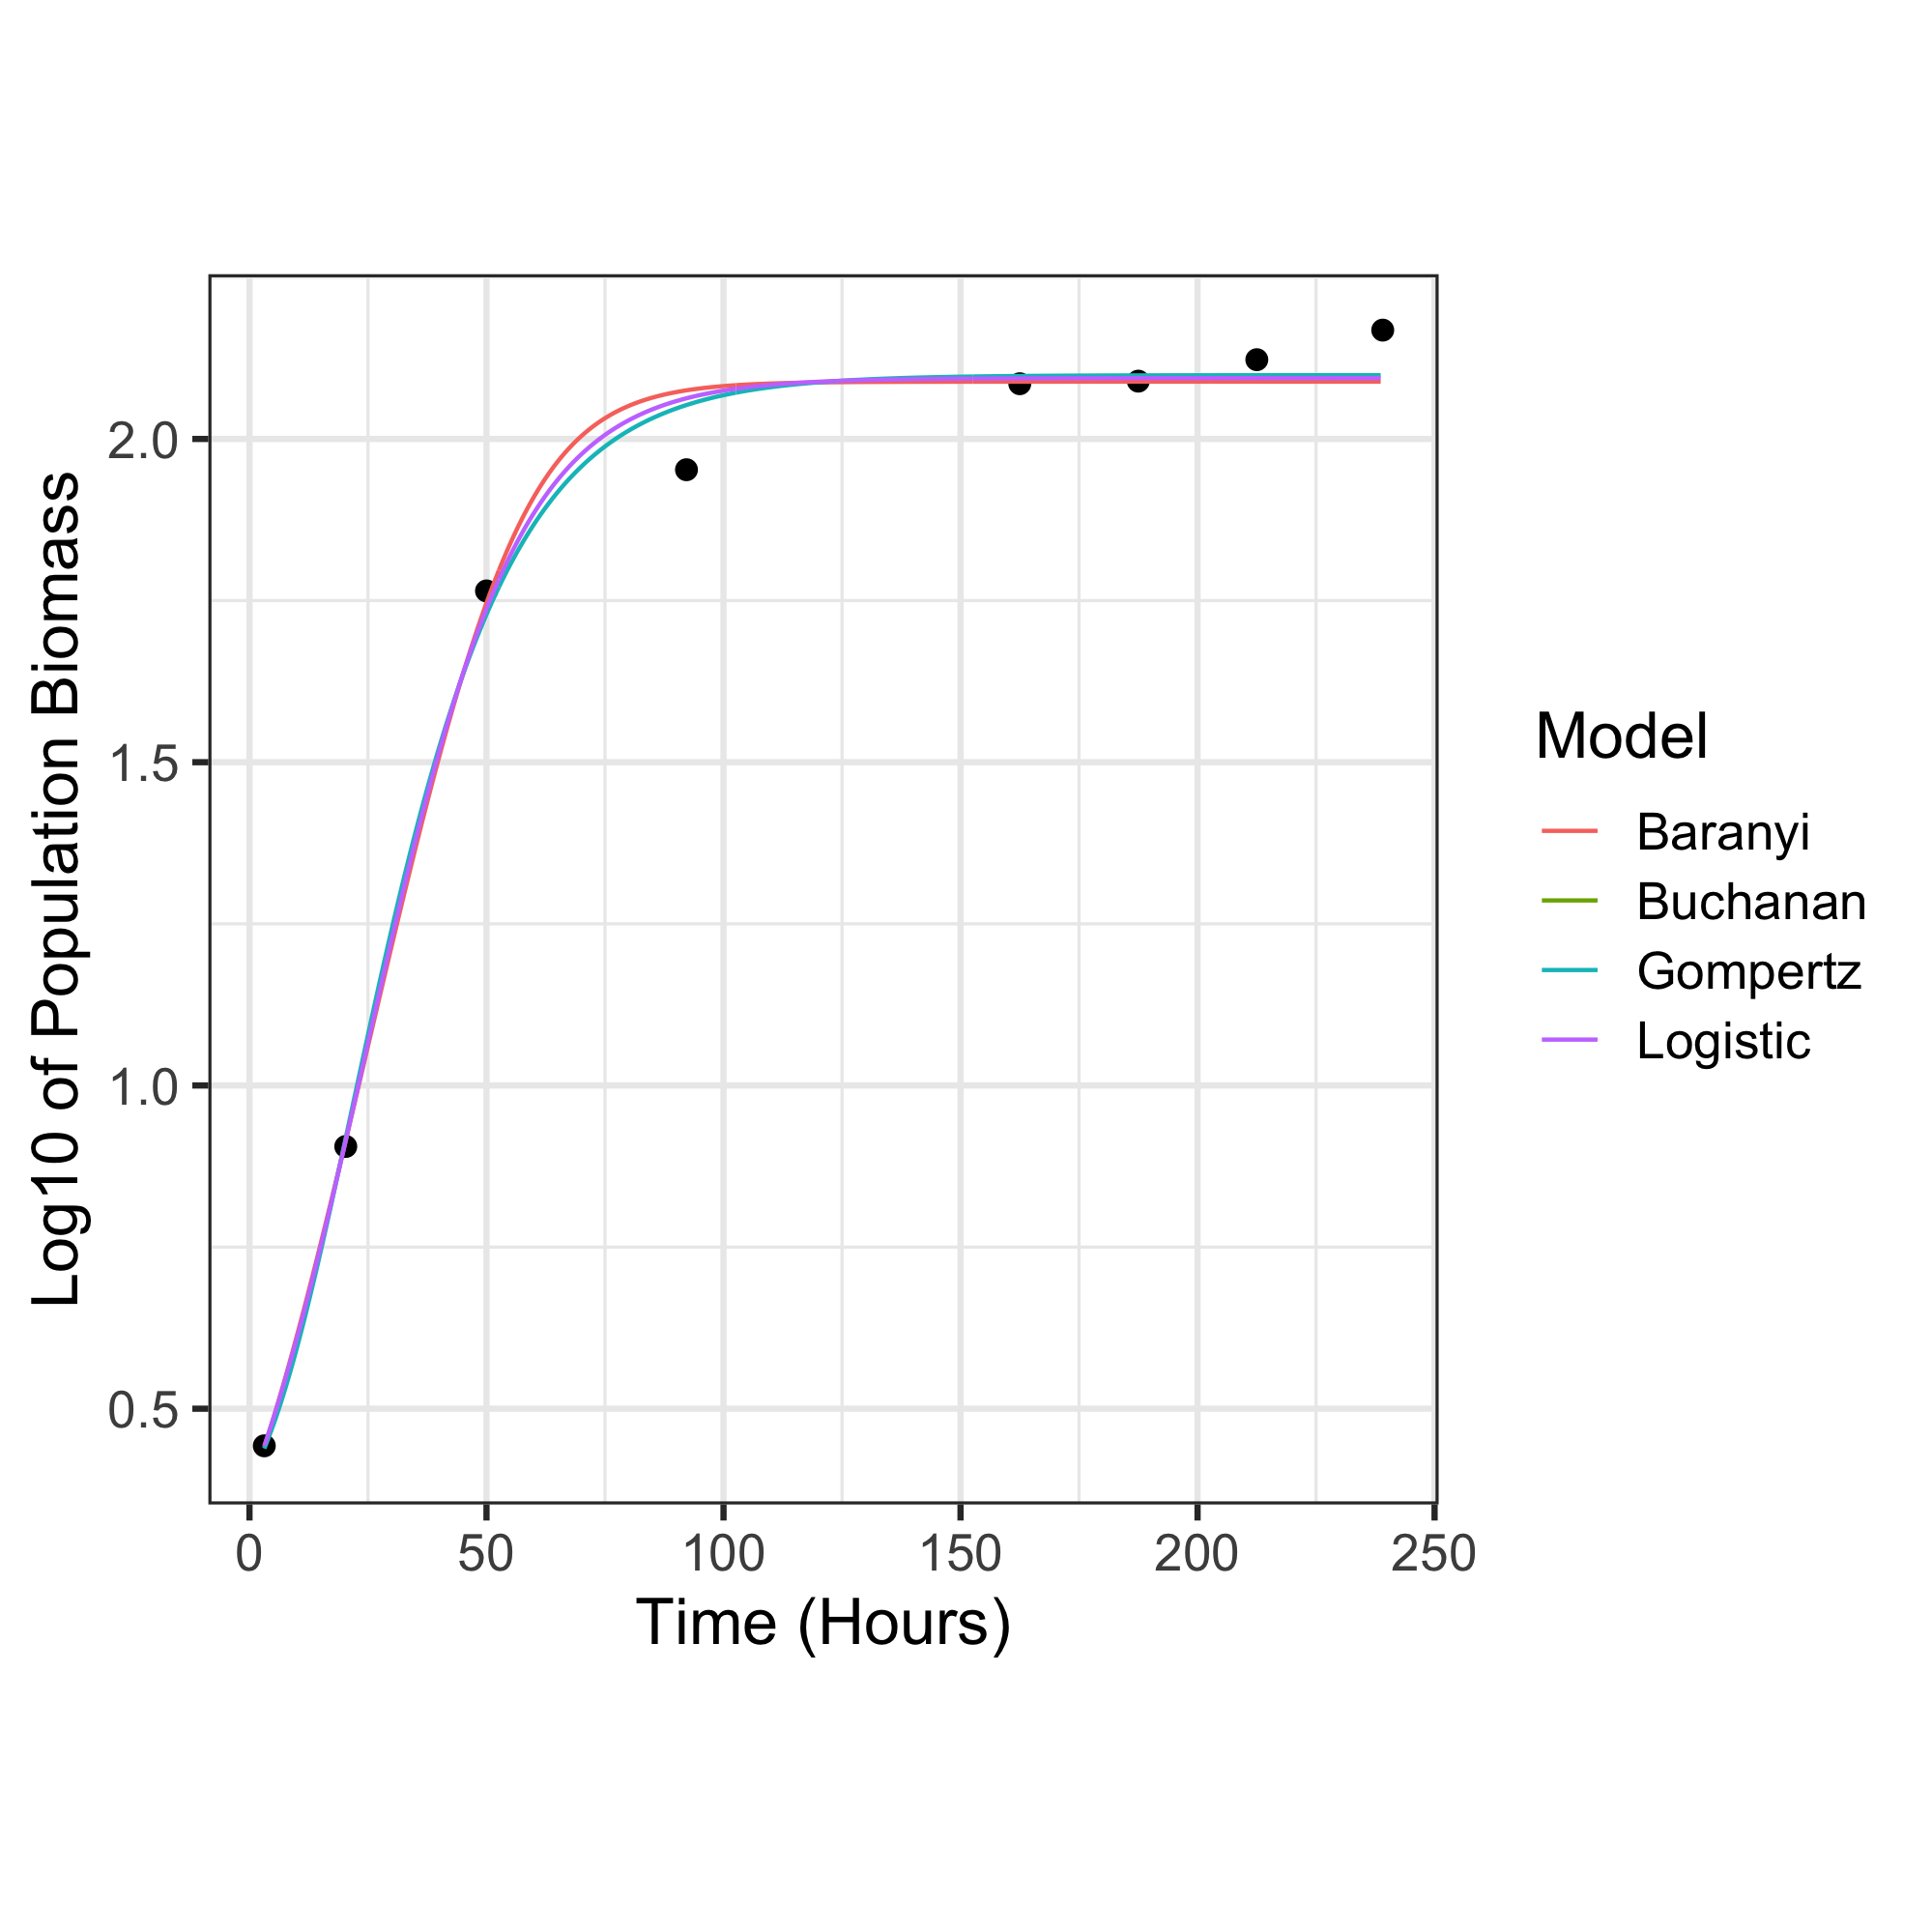 Log10 of Population Biomass
2.0
1.5
1.0
0.5
0 50 100 150 200 250
Time (Hours)
Model
Baranyi
Buchanan
Gompertz
Logistic